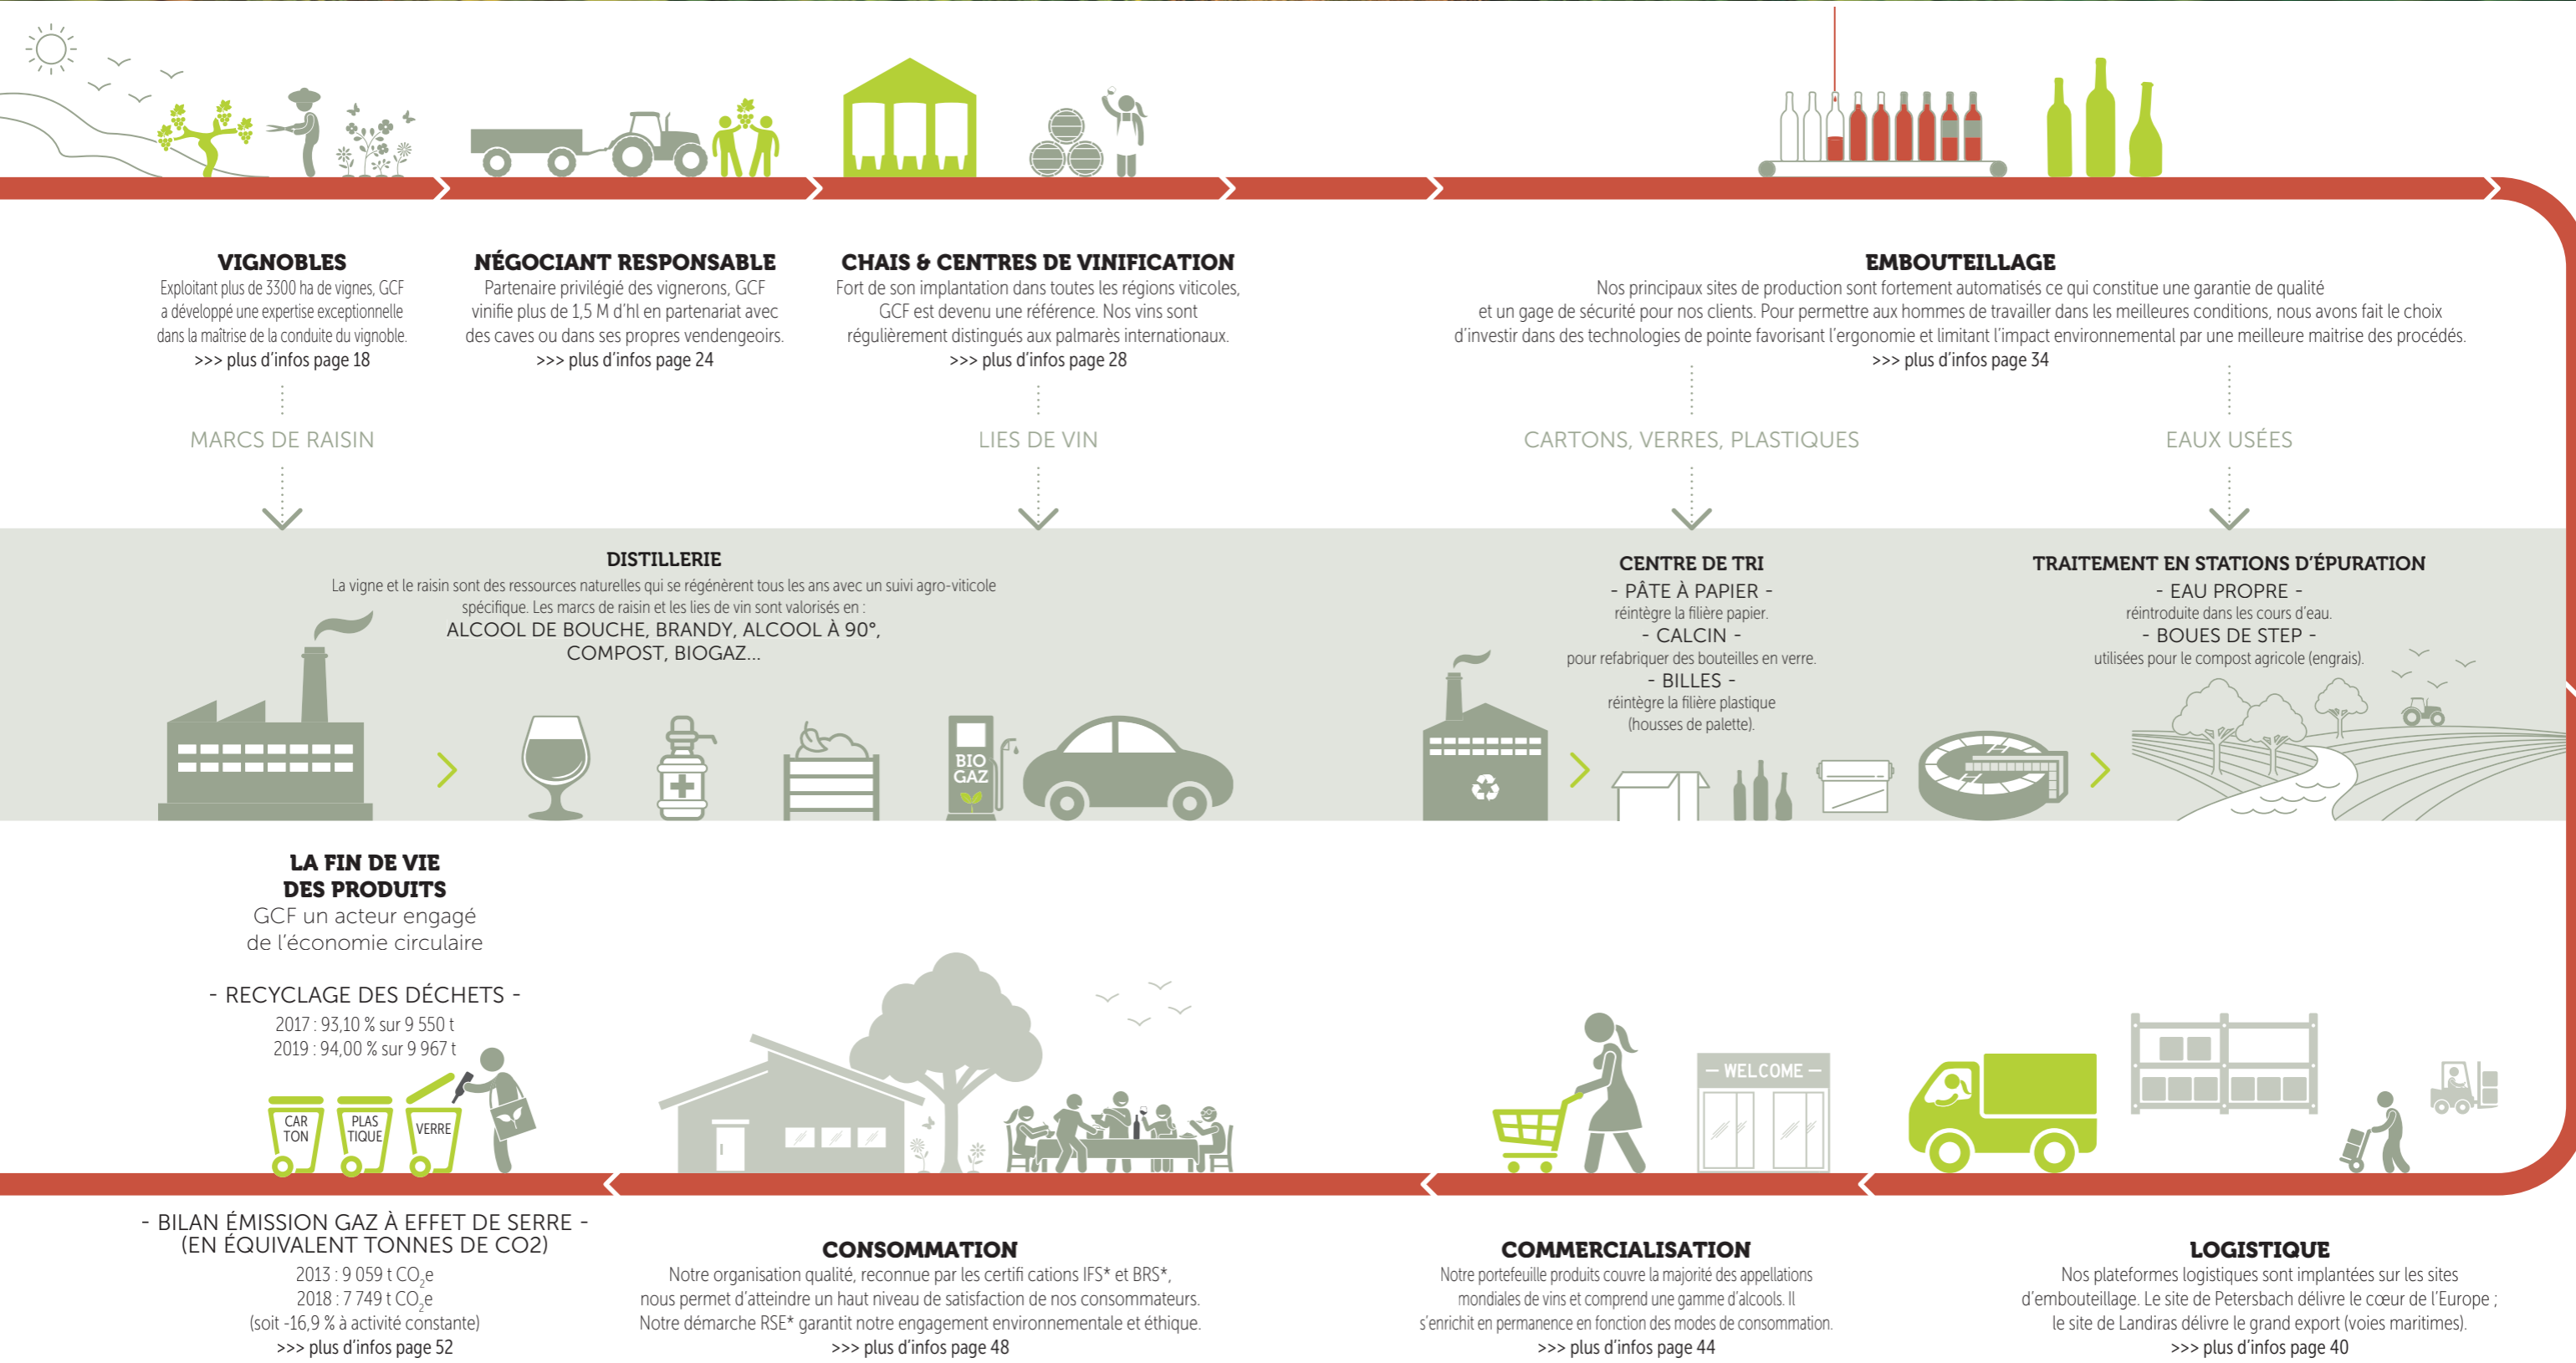 VIGNOBLES
Exploitant plus de 3300 ha de vignes, GCF
a développé une expertise exceptionnelle
dans la maîtrise de la conduite du vignoble.
>>> plus d'infos page 18
NÉGOCIANT RESPONSABLE
Partenaire privilégié des vignerons, GCF
vinifie plus de 1,5 M d'hl en partenariat avec
des caves ou dans ses propres vendengeoirs.
>>> plus d'infos page 24
CHAIS & CENTRES DE VINIFICATION
Fort de son implantation dans toutes les régions viticoles,
GCF est devenu une référence. Nos vins sont
régulièrement distingués aux palmarès internationaux.
>>> plus d'infos page 28
EMBOUTEILLAGE
Nos principaux sites de production sont fortement automatisés ce qui constitue une garantie de qualité
et un gage de sécurité pour nos clients. Pour permettre aux hommes de travailler dans les meilleures conditions, nous avons fait le choix
d'investir dans des technologies de pointe favorisant l'ergonomie et limitant l'impact environnemental par une meilleure maitrise des procédés.
>>> plus d'infos page 34
MARCS DE RAISIN
LIES DE VIN
CARTONS, VERRES, PLASTIQUES
EAUX USÉES
DISTILLERIE
La vigne et le raisin sont des ressources naturelles qui se régénèrent tous les ans avec un suivi agro-viticole
spécifique. Les marcs de raisin et les lies de vin sont valorisés en :
ALCOOL DE BOUCHE, BRANDY, ALCOOL À 90°,
COMPOST, BIOGAZ...
BIO
GAZ
CENTRE DE TRI
- PÂTE À PAPIER -
réintègre la filière papier.
- CALCIN -
pour refabriquer des bouteilles en verre.
- BILLES -
réintègre la filière plastique
(housses de palette).
TRAITEMENT EN STATIONS D'ÉPURATION
- EAU PROPRE -
réintroduite dans les cours d'eau.
- BOUES DE STEP -
utilisées pour le compost agricole (engrais).
LA FIN DE VIE
DES PRODUITS
GCF un acteur engagé
de l'économie circulaire
- RECYCLAGE DES DÉCHETS -
2017 : 93,10 % sur 9 550 t
2019 : 94,00 % sur 9 967 t
CAR
TON
PLAS
TIQUE
VERRE
- WELCOME -
- BILAN ÉMISSION GAZ À EFFET DE SERRE -
(EN ÉQUIVALENT TONNES DE CO2)
2013 : 9 059 t CO2e
2018 : 7 749 t CO2e
(soit -16,9 % à activité constante)
>>> plus d'infos page 52
CONSOMMATION
Notre organisation qualité, reconnue par les certifi cations IFS* et BRS*,
nous permet d'atteindre un haut niveau de satisfaction de nos consommateurs.
Notre démarche RSE* garantit notre engagement environnementale et éthique.
>>> plus d'infos page 48
COMMERCIALISATION
Notre portefeuille produits couvre la majorité des appellations
mondiales de vins et comprend une gamme d'alcools. Il
s'enrichit en permanence en fonction des modes de consommation.
>>> plus d'infos page 44
LOGISTIQUE
Nos plateformes logistiques sont implantées sur les sites
d'embouteillage. Le site de Petersbach délivre le cœur de l'Europe ;
le site de Landiras délivre le grand export (voies maritimes).
>>> plus d'infos page 40